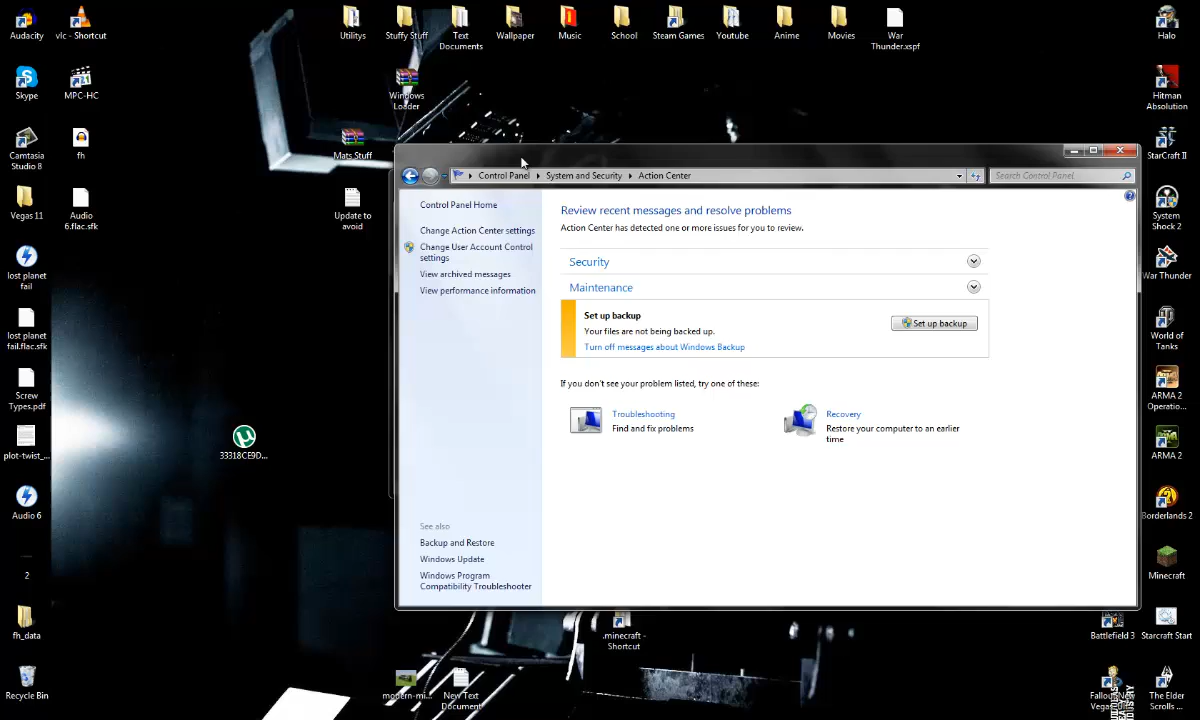 Audacity
vlc - Shortcut
Utilitys
Stuffy Stuff
Text
Documents
Wallpaper
Music
School
Steam Games
Youtube
Anime
Movies
War
Thunder.xspf
Halo
Skype
MPC-HC
Windows
Loader
Hitman
Absolution
Camtasia
Studio 8
fh
Mats Stuff
StarCraft II
Vegas 11
Audio
6.flac.sfk
Update to
avoid
System
Shock 2
lost planet
fail
War Thunder
lost planet
fail.flac.sfk
World of
Tanks
Screw
Types.pdf
ARMA 2
Operatio...
plot-twist_...
33318CE9D...
ARMA 2
Audio 6
Borderlands 2
2
Minecraft
fh_data
.minecraft -
Shortcut
Battlefield 3
Starcraft Start
Recycle Bin
modern-mi...
New Text
Document
Fallout New
The Elder
Scrolls ...
Control Panel
System and Security
Action Center
Search Control Panel
Control Panel Home
Change Action Center settings
Change User Account Control
settings
View archived messages
View performance information
See also
Backup and Restore
Windows Update
Windows Program
Compatibility Troubleshooter
Review recent messages and resolve problems
Action Center has detected one or more issues for you to review.
Security
Maintenance
Set up backup
Your files are not being backed up.
Turn off messages about Windows Backup
Set up backup
If you don't see your problem listed, try one of these:
Troubleshooting
Find and fix problems
Recovery
Restore your computer to an earlier
time